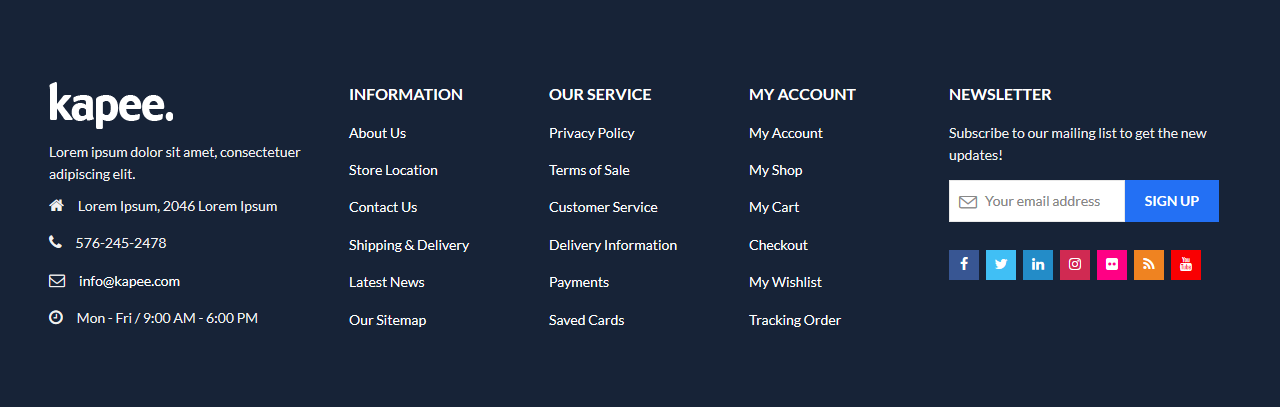 kapee.
Lorem ipsum dolor sit amet, consectetuer
adipiscing elit.
Lorem Ipsum, 2046 Lorem Ipsum
576-245-2478
info@kapee.com
Mon - Fri / 9:00 AM - 6:00 PM
INFORMATION
About Us
Store Location
Contact Us
Shipping & Delivery
Latest News
Our Sitemap
OUR SERVICE
Privacy Policy
Terms of Sale
Customer Service
Delivery Information
Payments
Saved Cards
MY ACCOUNT
My Account
My Shop
My Cart
Checkout
My Wishlist
Tracking Order
NEWSLETTER
Subscribe to our mailing list to get the new
updates!
Your email address
SIGN UP